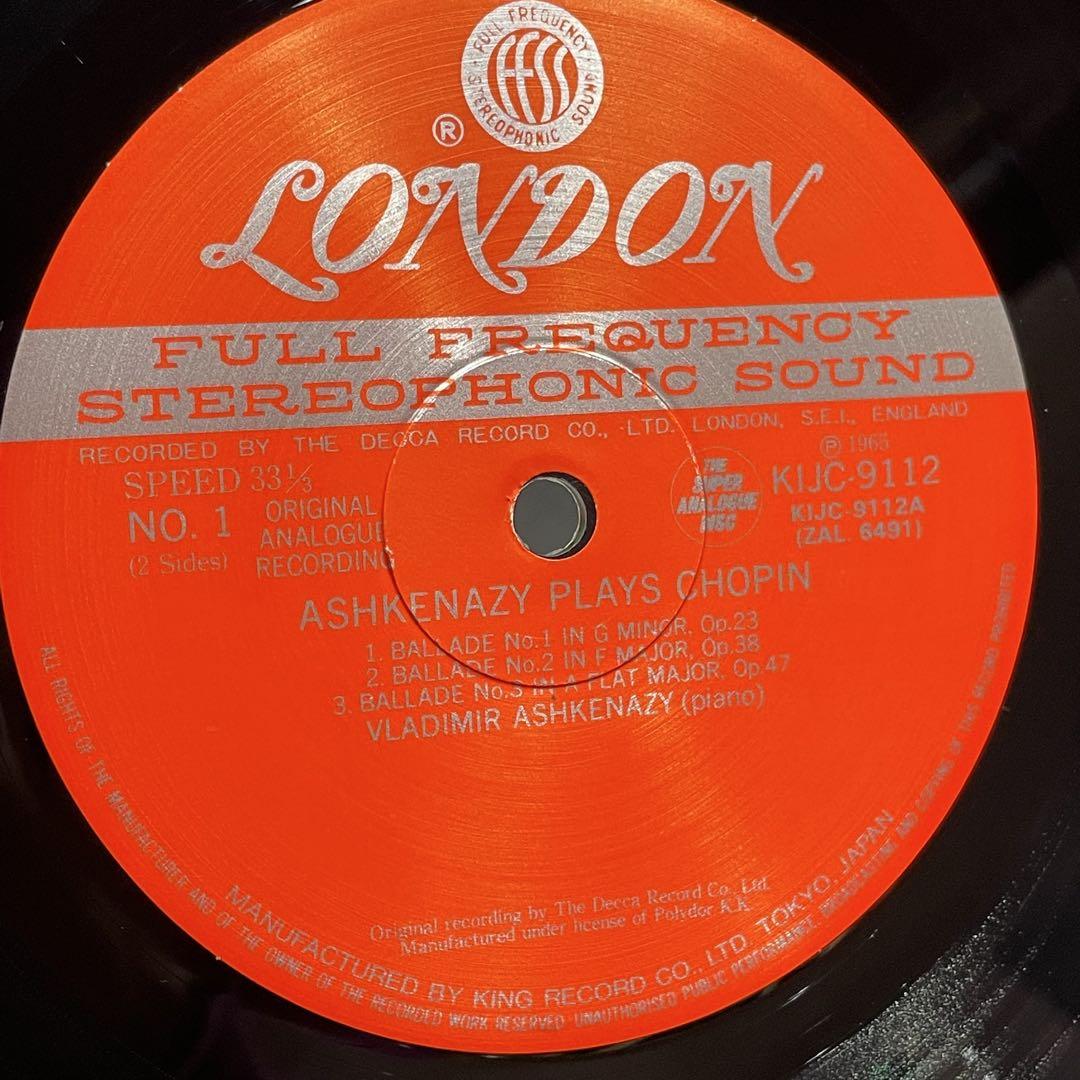 FULL FREQUENCY
STEREOPHONIC SOUND
FFSS
®
LONDON
FULL FREQUENCY
STEREOPHONIC SOUND
RECORDED BY THE DECCA RECORD CO., LTD. LONDON, S.E.I., ENGLAND
SPEED 33 1/3
NO. 1
(2 Sides)
ORIGINAL
ANALOGUE
RECORDING
THE
SUPER
ANALOGUE
DISC
Ⓟ 1965
KIJC-9112
KIJC-9112A
(ZAL. 6491)
ASHKENAZY PLAYS CHOPIN
1. BALLADE No.1 IN G MINOR, Op.23
2. BALLADE No.2 IN F MAJOR, Op.38
3. BALLADE No.3 IN A FLAT MAJOR, Op.47
VLADIMIR ASHKENAZY (piano)
Original recording by The Decca Record Co., Ltd.
Manufactured under license of Polydor K.K.
MANUFACTURED BY KING RECORD CO., LTD. TOKYO, JAPAN
ALL RIGHTS OF THE MANUFACTURER AND OF THE OWNER OF THE RECORDED WORK RESERVED UNAUTHORISED PUBLIC PERFORMANCE, BROADCASTING AND COPYING OF THIS RECORD PROHIBITED